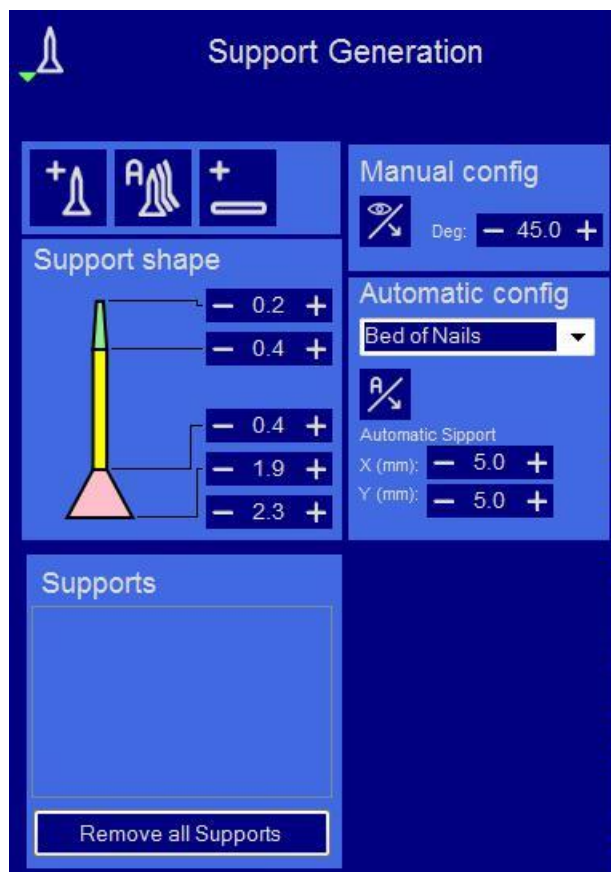 Support Generation
Manual config
Deg: — 45.0 +
Support shape
— 0.2 +
— 0.4 +
— 0.4 +
— 1.9 +
— 2.3 +
Automatic config
Bed of Nails
A
Automatic Sipport
X (mm): — 5.0 +
Y (mm): — 5.0 +
Supports
Remove all Supports